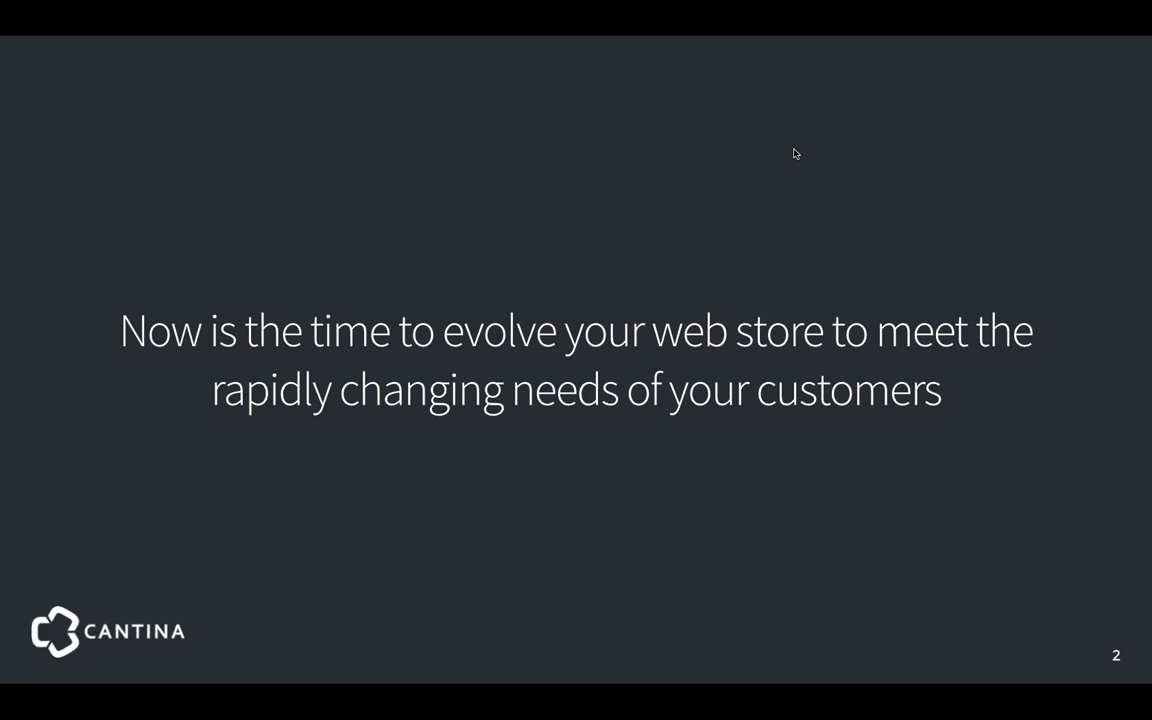 Now is the time to evolve your web store to meet the
rapidly changing needs of your customers
CANTINA
2